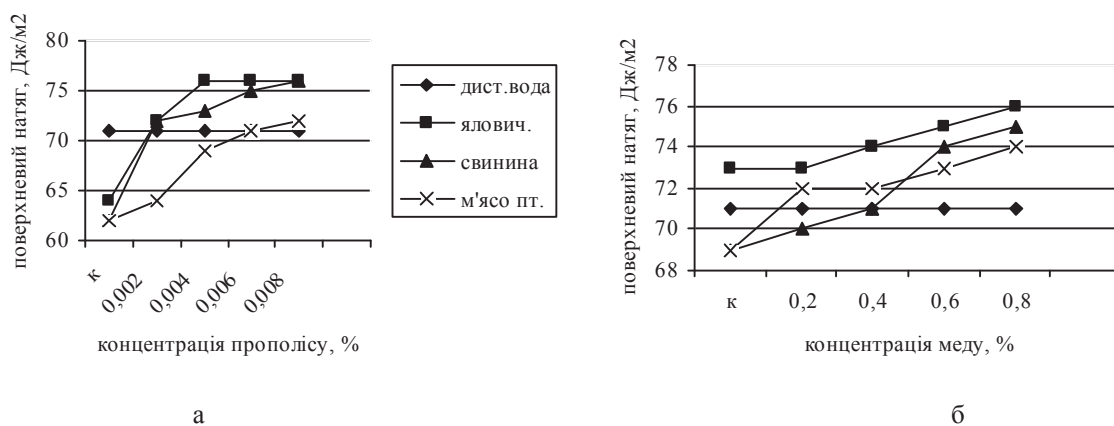 поверхневий натяг, Дж/м2
80
75
70
65
60
к
0,002
0,004
0,006
0,008
концентрація прополісу, %
дист.вода
ялович.
свинина
м'ясо пт.
а
поверхневий натяг, Дж/м2
78
76
74
72
70
68
к 0,2 0,4 0,6 0,8
концентрація меду, %
б